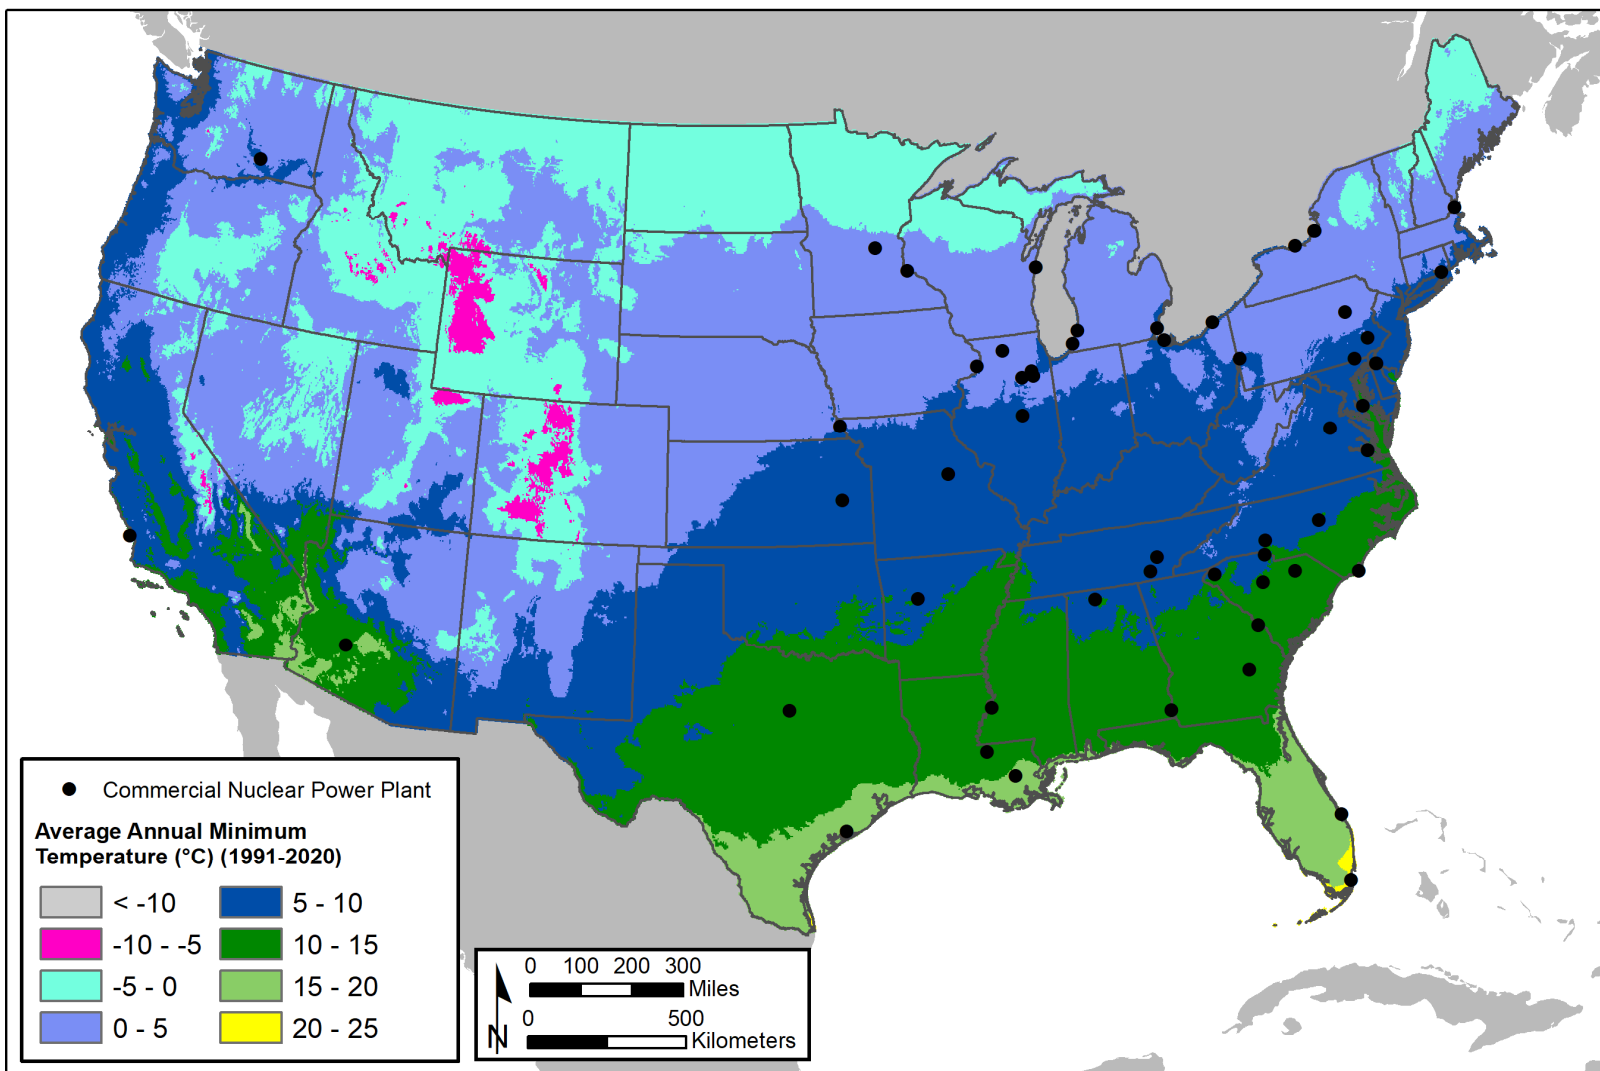 Commercial Nuclear Power Plant
Average Annual Minimum
Temperature (°C) (1991-2020)
< -10
5 - 10
-10 - -5
10 - 15
-5 - 0
15 - 20
0 - 5
20 - 25
N
0 100 200 300
Miles
0 500
Kilometers